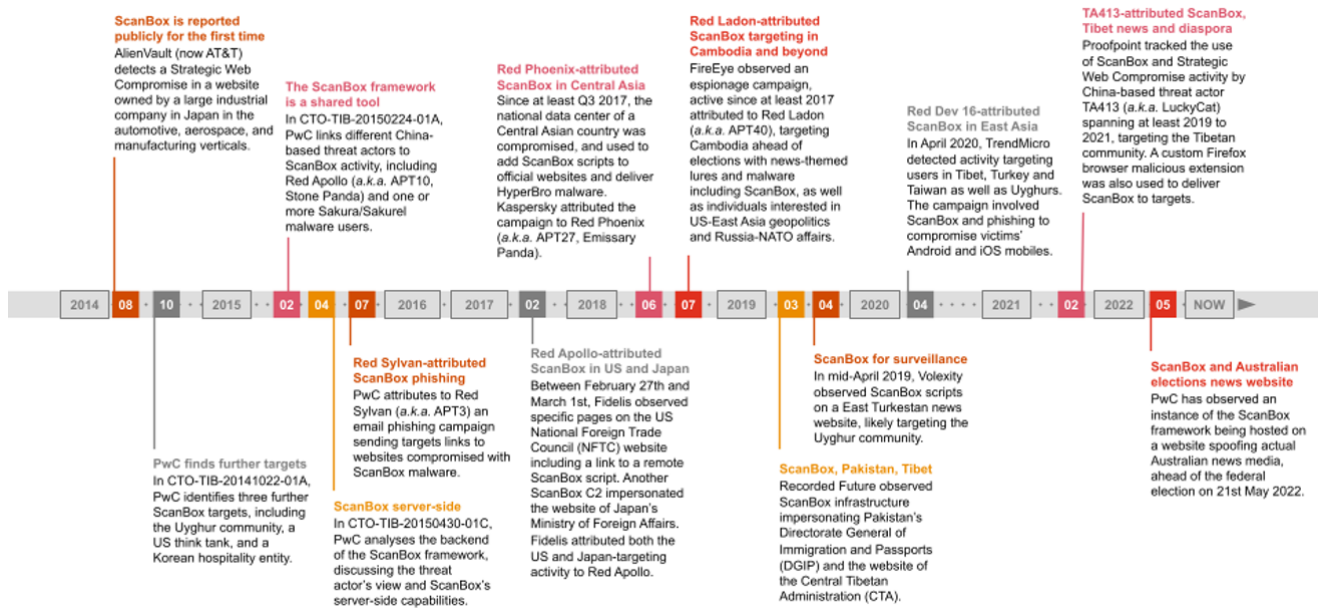 ScanBox is reported
publicly for the first time
AlienVault (now AT&T)
detects a Strategic Web
Compromise in a website
owned by a large industrial
company in Japan in the
automotive, aerospace, and
manufacturing verticals.
The ScanBox framework
is a shared tool
In CTO-TIB-20150224-01A,
PwC links different China-
based threat actors to
ScanBox activity, including
Red Apollo (a.k.a. APT10,
Stone Panda) and one or
more Sakura/Sakurel
malware users.
Red Phoenix-attributed
ScanBox in Central Asia
Since at least Q3 2017, the
national data center of a
Central Asian country was
compromised, and used to
add ScanBox scripts to
official websites and deliver
HyperBro malware.
Kaspersky attributed the
campaign to Red Phoenix
(a.k.a. APT27, Emissary
Panda).
Red Ladon-attributed
ScanBox targeting in
Cambodia and beyond
FireEye observed an
espionage campaign,
active since at least 2017
attributed to Red Ladon
(a.k.a. APT40), targeting
Cambodia ahead of
elections with news-themed
lures and malware
including ScanBox, as well
as individuals interested in
US-East Asia geopolitics
and Russia-NATO affairs.
Red Dev 16-attributed
ScanBox in East Asia
In April 2020, TrendMicro
detected activity targeting
users in Tibet, Turkey and
Taiwan as well as Uyghurs.
The campaign involved
ScanBox and phishing to
compromise victims'
Android and iOS mobiles.
TA413-attributed ScanBox,
Tibet news and diaspora
Proofpoint tracked the use
of ScanBox and Strategic
Web Compromise activity by
China-based threat actor
TA413 (a.k.a. LuckyCat)
spanning at least 2019 to
2021, targeting the Tibetan
community. A custom Firefox
browser malicious extension
was also used to deliver
ScanBox to targets.
2014 08 10 2015 02 04 07 2016 2017 02 2018 06 07 2019 03 04 2020 04 2021 02 2022 05 NOW
PwC finds further targets
In CTO-TIB-20141022-01A,
PwC identifies three further
ScanBox targets, including
the Uyghur community, a
US think tank, and a
Korean hospitality entity.
Red Sylvan-attributed
ScanBox phishing
PwC attributes to Red
Sylvan (a.k.a. APT3) an
email phishing campaign
sending targets links to
websites compromised with
ScanBox malware.
ScanBox server-side
In CTO-TIB-20150430-01C,
PwC analyses the backend
of the ScanBox framework,
discussing the threat
actor's view and ScanBox's
server-side capabilities.
Red Apollo-attributed
ScanBox in US and Japan
Between February 27th and
March 1st, Fidelis observed
specific pages on the US
National Foreign Trade
Council (NFTC) website
including a link to a remote
ScanBox script. Another
ScanBox C2 impersonated
the website of Japan's
Ministry of Foreign Affairs.
Fidelis attributed both the
US and Japan-targeting
activity to Red Apollo.
ScanBox for surveillance
In mid-April 2019, Volexity
observed ScanBox scripts
on a East Turkestan news
website, likely targeting the
Uyghur community.
ScanBox, Pakistan, Tibet
Recorded Future observed
ScanBox infrastructure
impersonating Pakistan's
Directorate General of
Immigration and Passports
(DGIP) and the website of
the Central Tibetan
Administration (CTA).
ScanBox and Australian
elections news website
PwC has observed an
instance of the ScanBox
framework being hosted on
a website spoofing actual
Australian news media,
ahead of the federal
election on 21st May 2022.